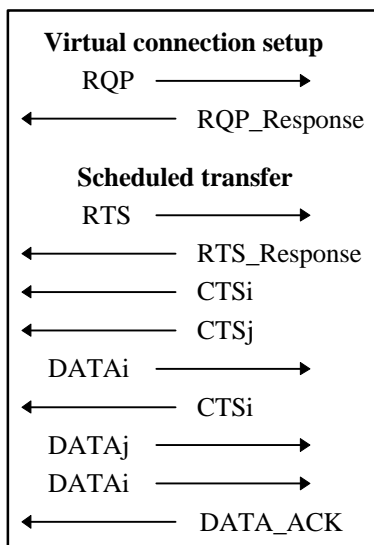 Virtual connection setup
RQP
RQP_Response
Scheduled transfer
RTS
RTS_Response
CTSi
CTSj
DATAi
CTSi
DATAj
DATAi
DATA_ACK